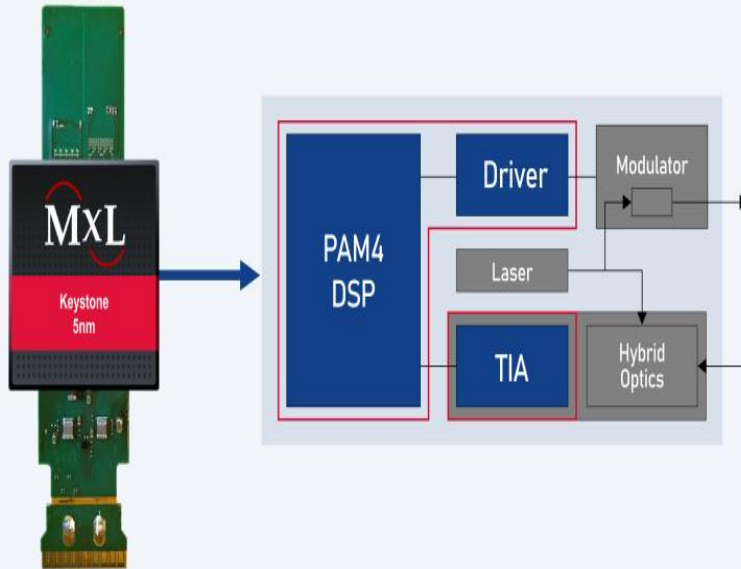 MXL
Keystone
5nm
PAM4
DSP
Driver
Modulator
Laser
TIA
Hybrid
Optics